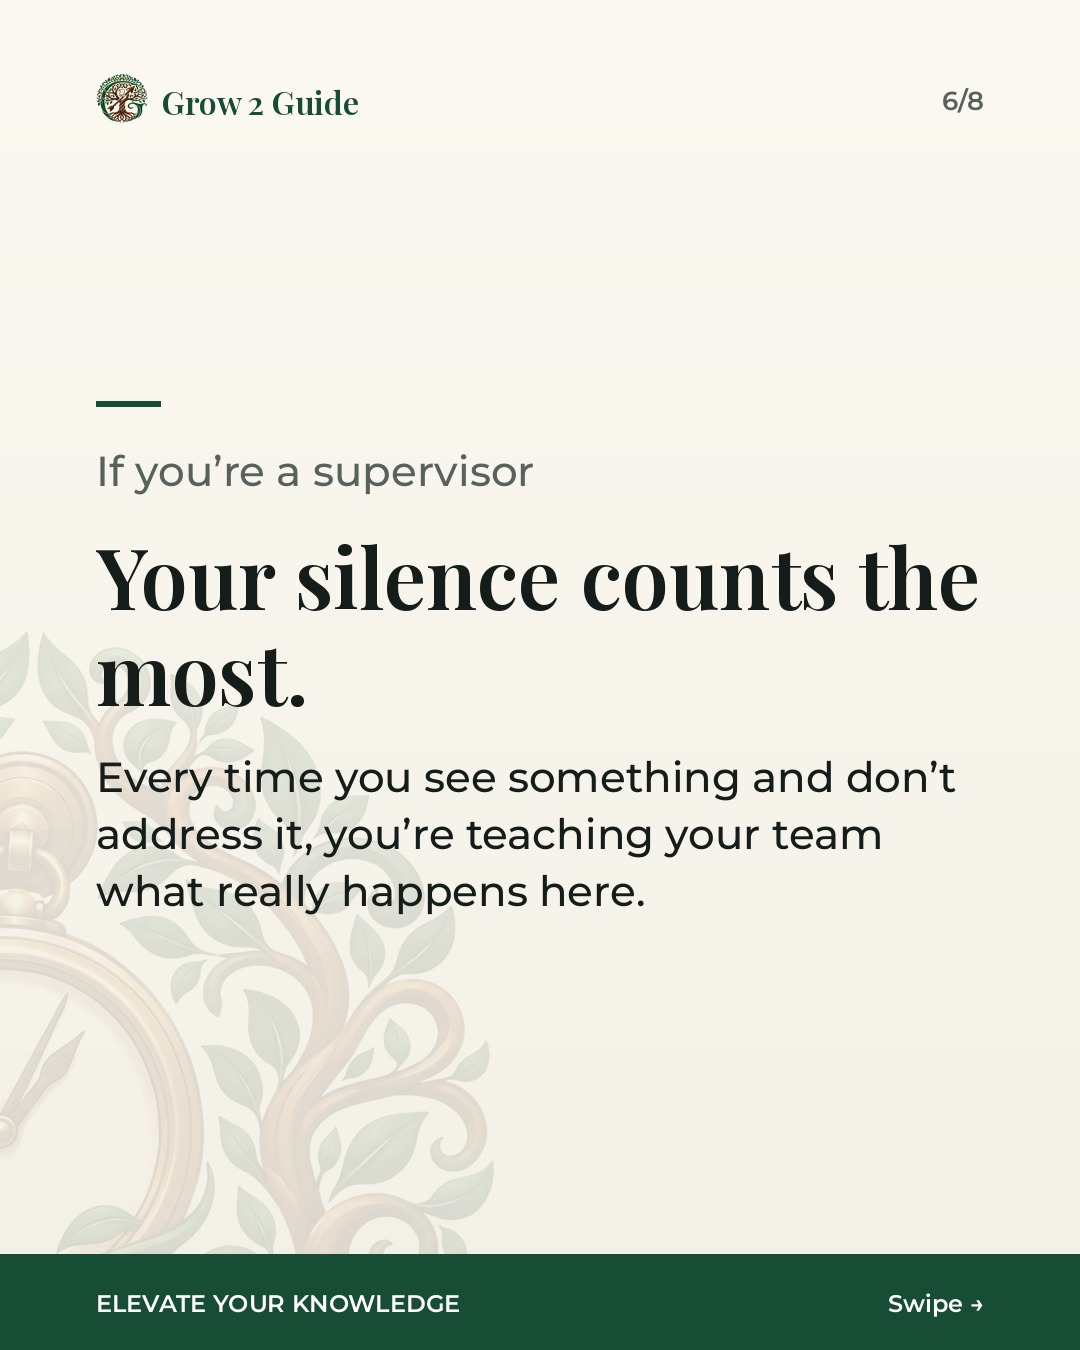 Grow 2 Guide
6/8
If you’re a supervisor
Your silence counts the
most.
Every time you see something and don’t
address it, you’re teaching your team
what really happens here.
ELEVATE YOUR KNOWLEDGE
Swipe →